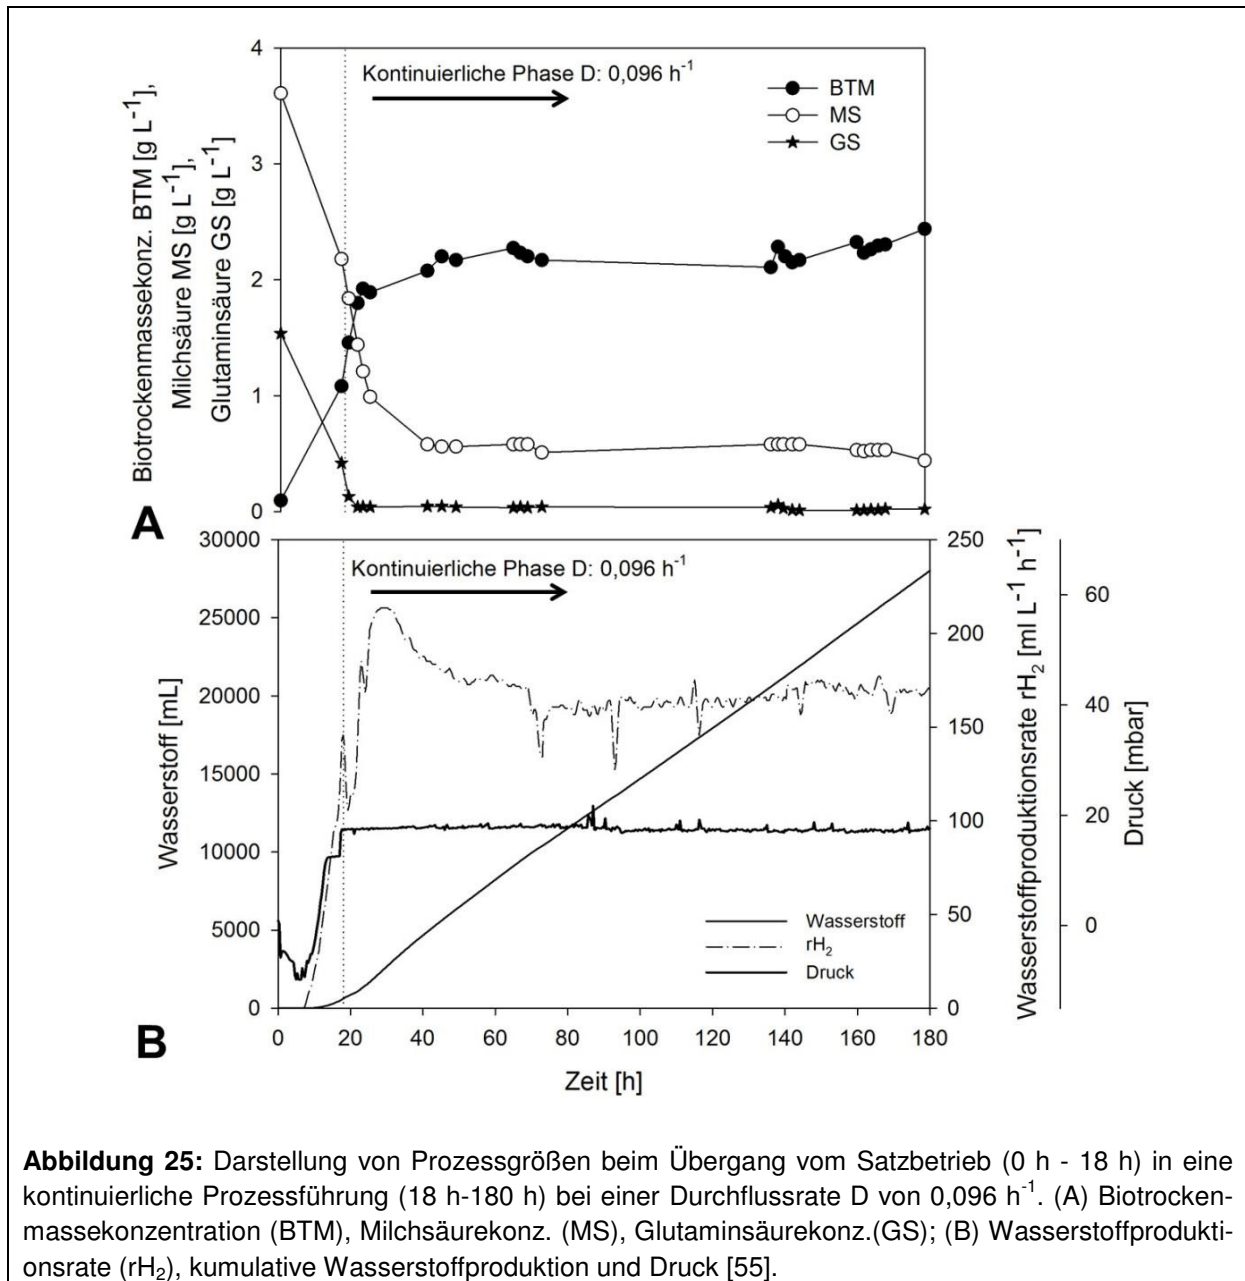 4
3
2
1
0
Biotrockenmassekonz. BTM [g L-1],
Milchsäure MS [g L-1],
Glutaminsäure GS [g L-1]
Kontinuierliche Phase D: 0,096 h-1
BTM
MS
GS
A
30000
25000
20000
15000
10000
5000
0
Wasserstoff [mL]
Kontinuierliche Phase D: 0,096 h-1
Wasserstoff
rH2
Druck
250
200
150
100
50
0
Wasserstoffproduktionsrate rH2 [ml L-1 h-1]
60
40
20
0
Druck [mbar]
B
0 20 40 60 80 100 120 140 160 180
Zeit [h]
Abbildung 25: Darstellung von Prozessgrößen beim Übergang vom Satzbetrieb (0 h - 18 h) in eine
kontinuierliche Prozessführung (18 h-180 h) bei einer Durchflussrate D von 0,096 h-1. (A) Biotrocken-
massekonzentration (BTM), Milchsäurekonz. (MS), Glutaminsäurekonz.(GS); (B) Wasserstoffprodukti-
onsrate (rH2), kumulative Wasserstoffproduktion und Druck [55].